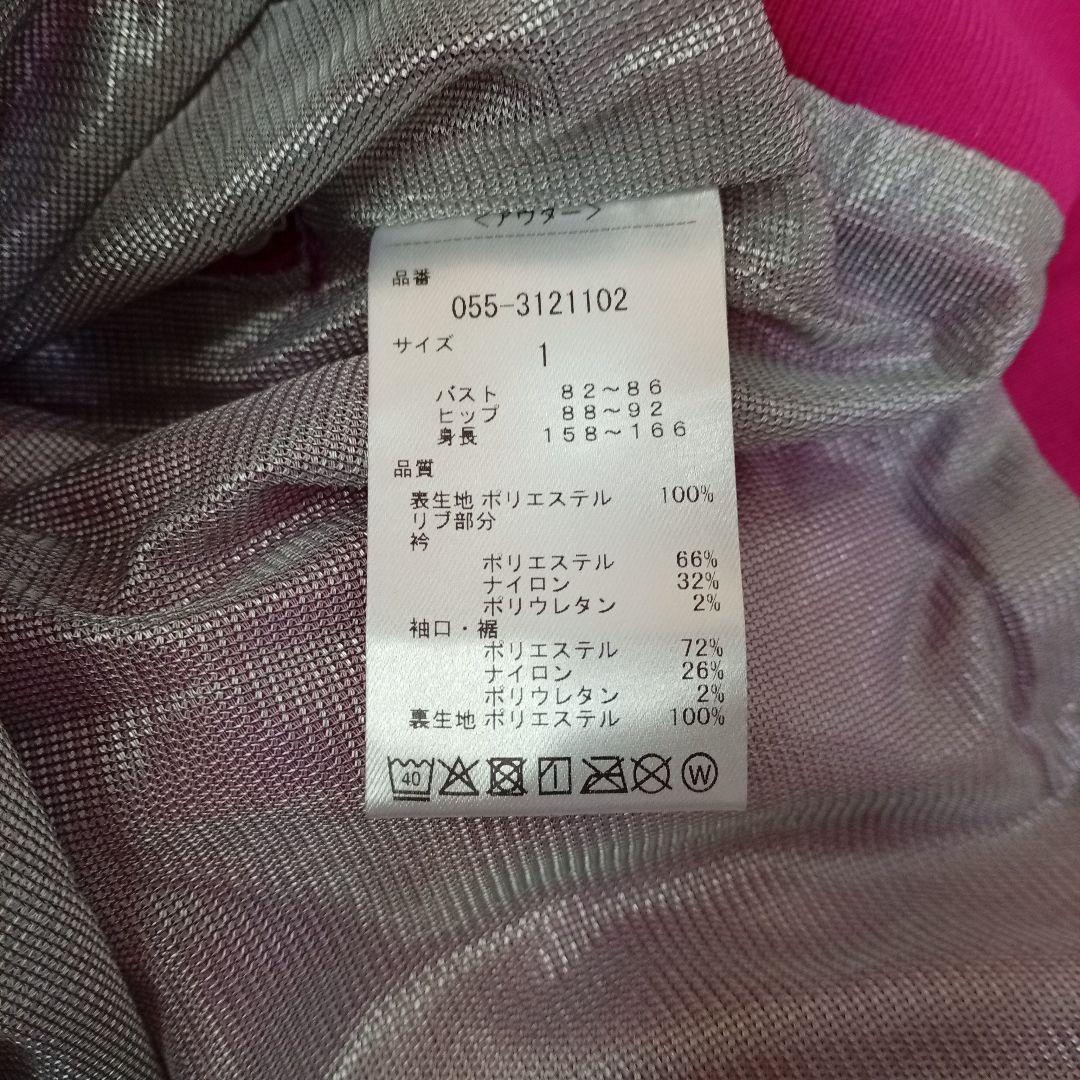 <アウター>
品番
055-3121102
サイズ 1
バスト 82～86
ヒップ 88～92
身長 158～166
品質
表生地 ポリエステル 100%
リブ部分
衿
ポリエステル 66%
ナイロン 32%
ポリウレタン 2%
袖口・裾
ポリエステル 72%
ナイロン 26%
ポリウレタン 2%
裏生地 ポリエステル 100%
40 W